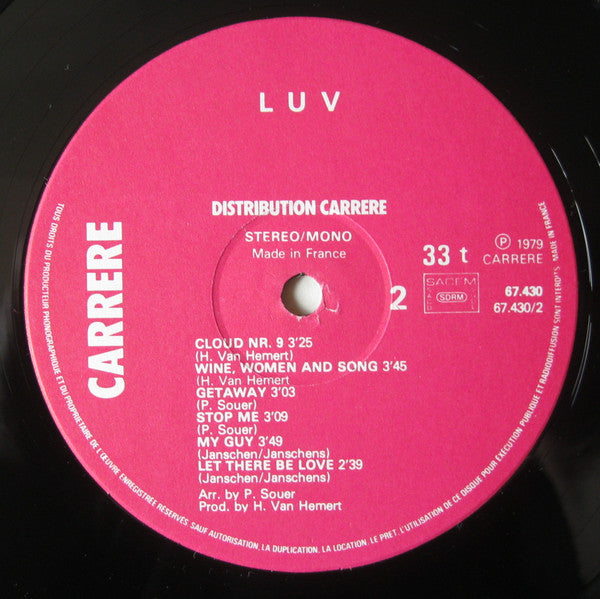 L U V
DISTRIBUTION CARRERE
STEREO/MONO
Made in France
33 t
Ⓟ 1979
CARRERE
2
SACEM
SDRM
67.430
67.430/2
CARRERE
CLOUD NR. 9 3'25
(H. Van Hemert)
WINE, WOMEN AND SONG 3'45
(H. Van Hemert
GETAWAY 3'03
(P. Souer)
STOP ME 3'09
(P. Souer)
MY GUY 3'49
(Janschen/Janschens)
LET THERE BE LOVE 2'39
(Janschen/Janschens)
Arr. by P. Souer
Prod. by H. Van Hemert
TOUS DROITS DU PRODUCTEUR PHONOGRAPHIQUE ET DU PROPRIETAIRE DE L'ŒUVRE ENREGISTREE RESERVES SAUF AUTORISATION. LA DUPLICATION. LA LOCATION. LE PRET. L'UTILISATION DE CE DISQUE POUR EXECUTION PUBLIQUE ET RADIODIFFUSION SONT INTERDITS MADE IN FRANCE.